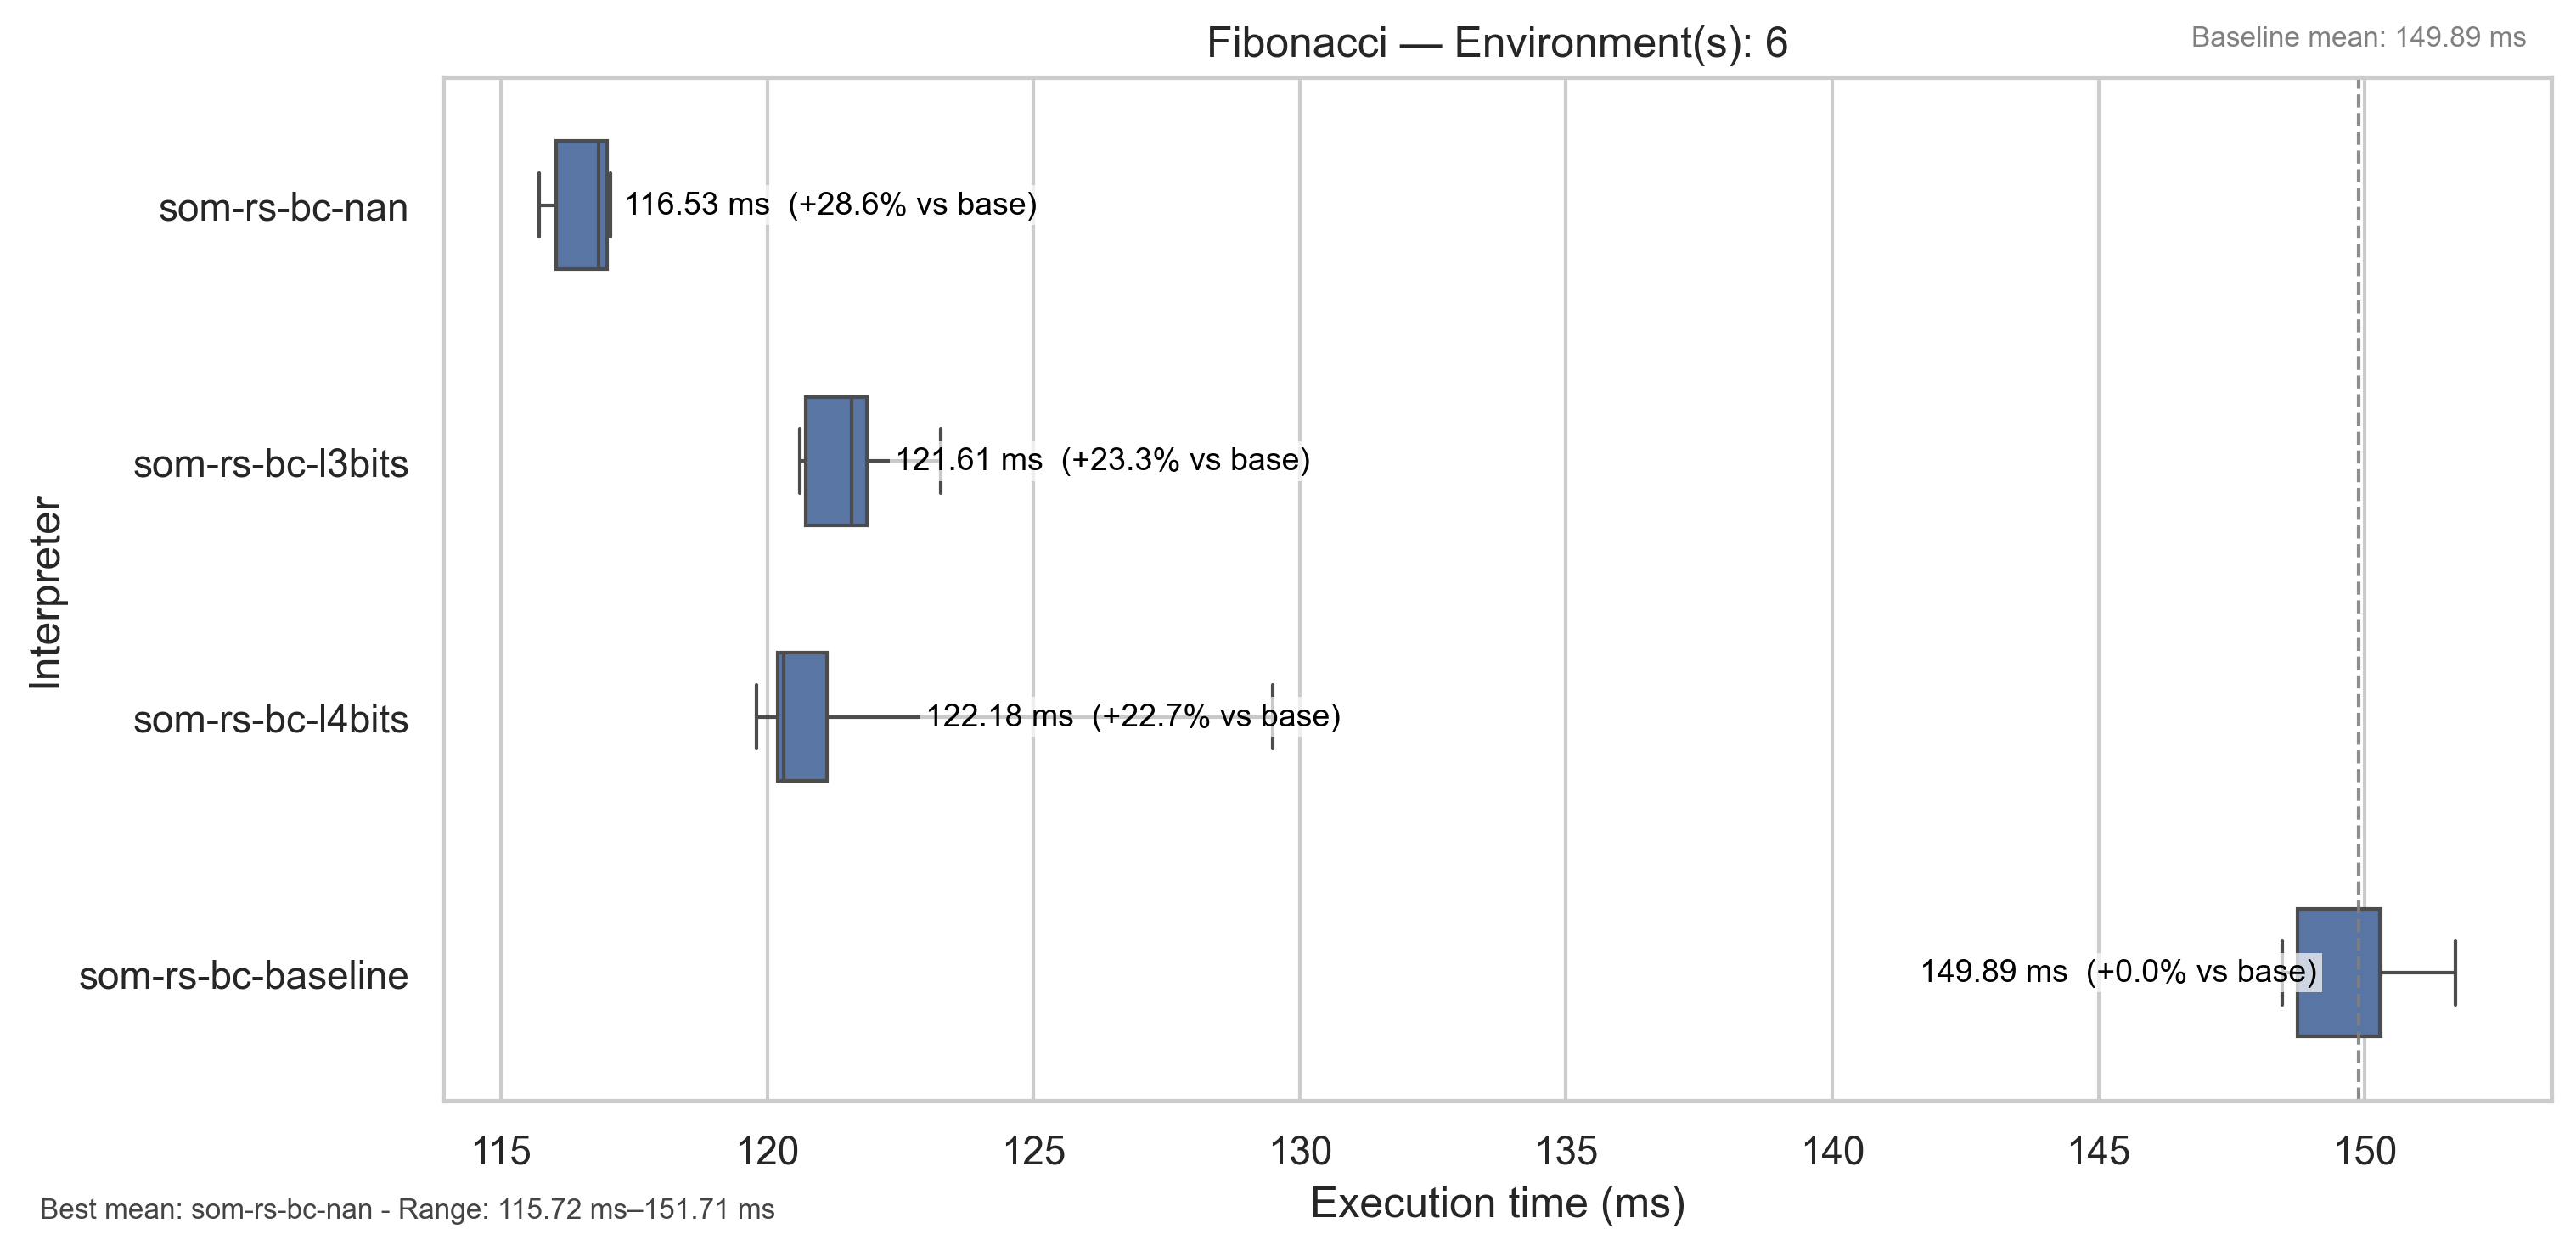 Fibonacci — Environment(s): 6
Baseline mean: 149.89 ms
Interpreter
som-rs-bc-nan
116.53 ms (+28.6% vs base)
som-rs-bc-l3bits
121.61 ms (+23.3% vs base)
som-rs-bc-l4bits
122.18 ms (+22.7% vs base)
som-rs-bc-baseline
149.89 ms (+0.0% vs base)
115 120 125 130 135 140 145 150
Execution time (ms)
Best mean: som-rs-bc-nan - Range: 115.72 ms–151.71 ms